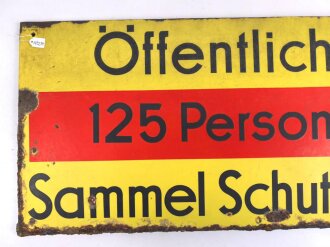 Öffentlich
125 Person
Sammel Schut